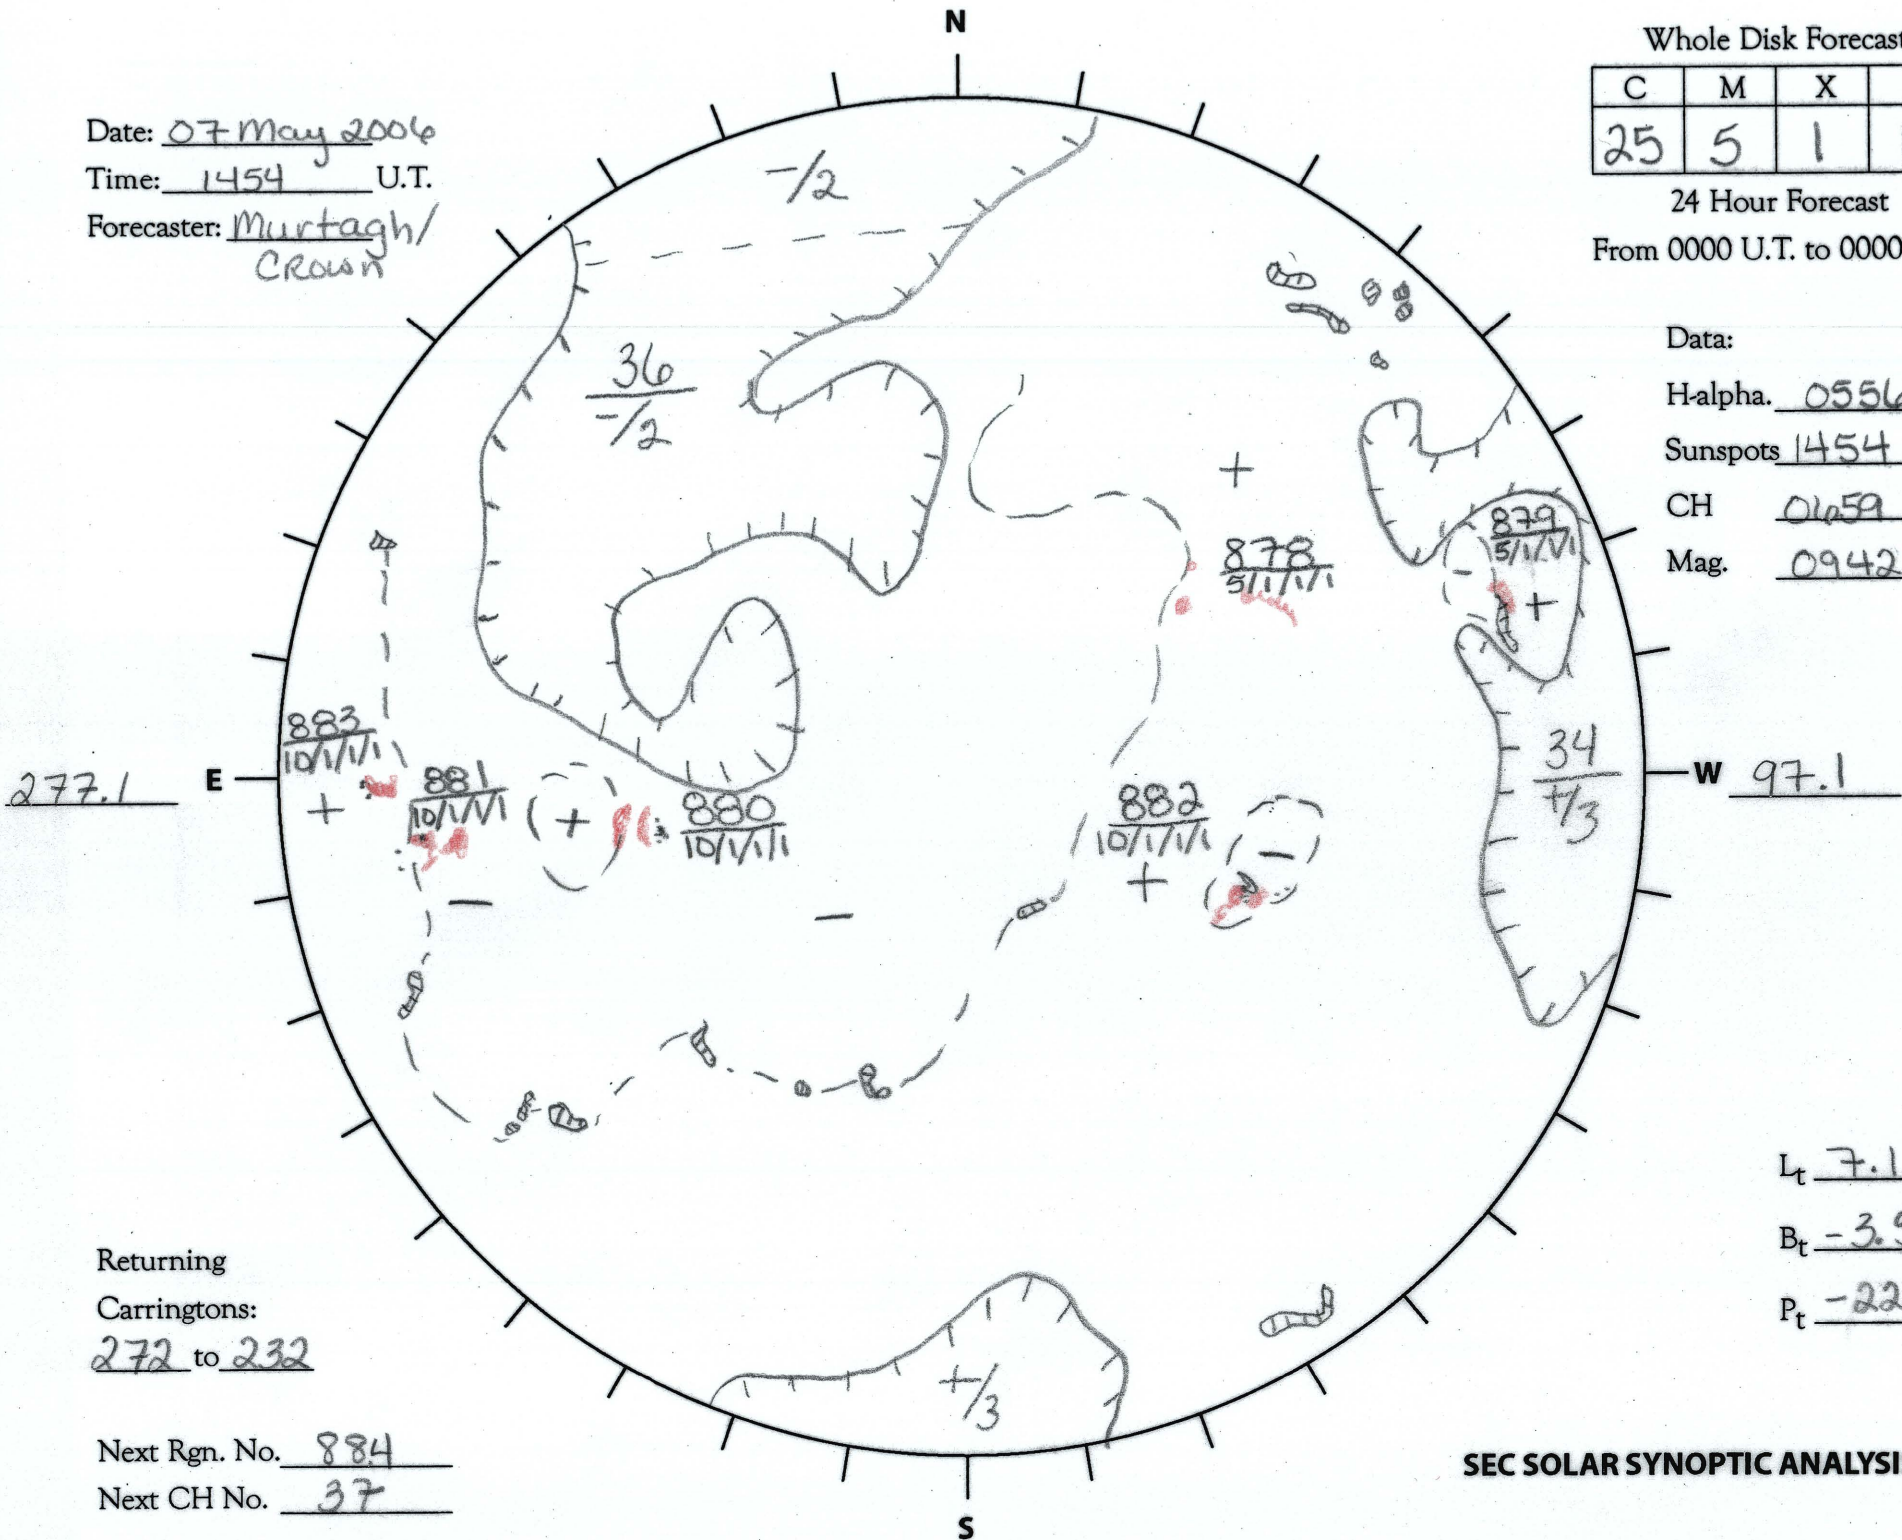 N
Whole Disk Forecast
C M X
25 5 1
24 Hour Forecast
From 0000 U.T. to 0000
Date: 07 May 2006
Time: 1454 U.T.
Forecaster: Murtagh/
Crown
-/2
36
-/2
+
Data:
H-alpha. 0556
Sunspots 1454
CH 0659
Mag. 0942
878
5/1/1/1
879
5/1/1/1
-
+
883
10/1/1/1
+
881
10/1/1/1
(+)
880
10/1/1/1
882
10/1/1/1
+
-
34
+/3
277.1 E
W 97.1
-
-
Lt 7.1
Bt -3.
Pt -22
Returning
Carringtons:
272 to 232
+/3
Next Rgn. No. 884
Next CH No. 37
SEC SOLAR SYNOPTIC ANALYSI
S